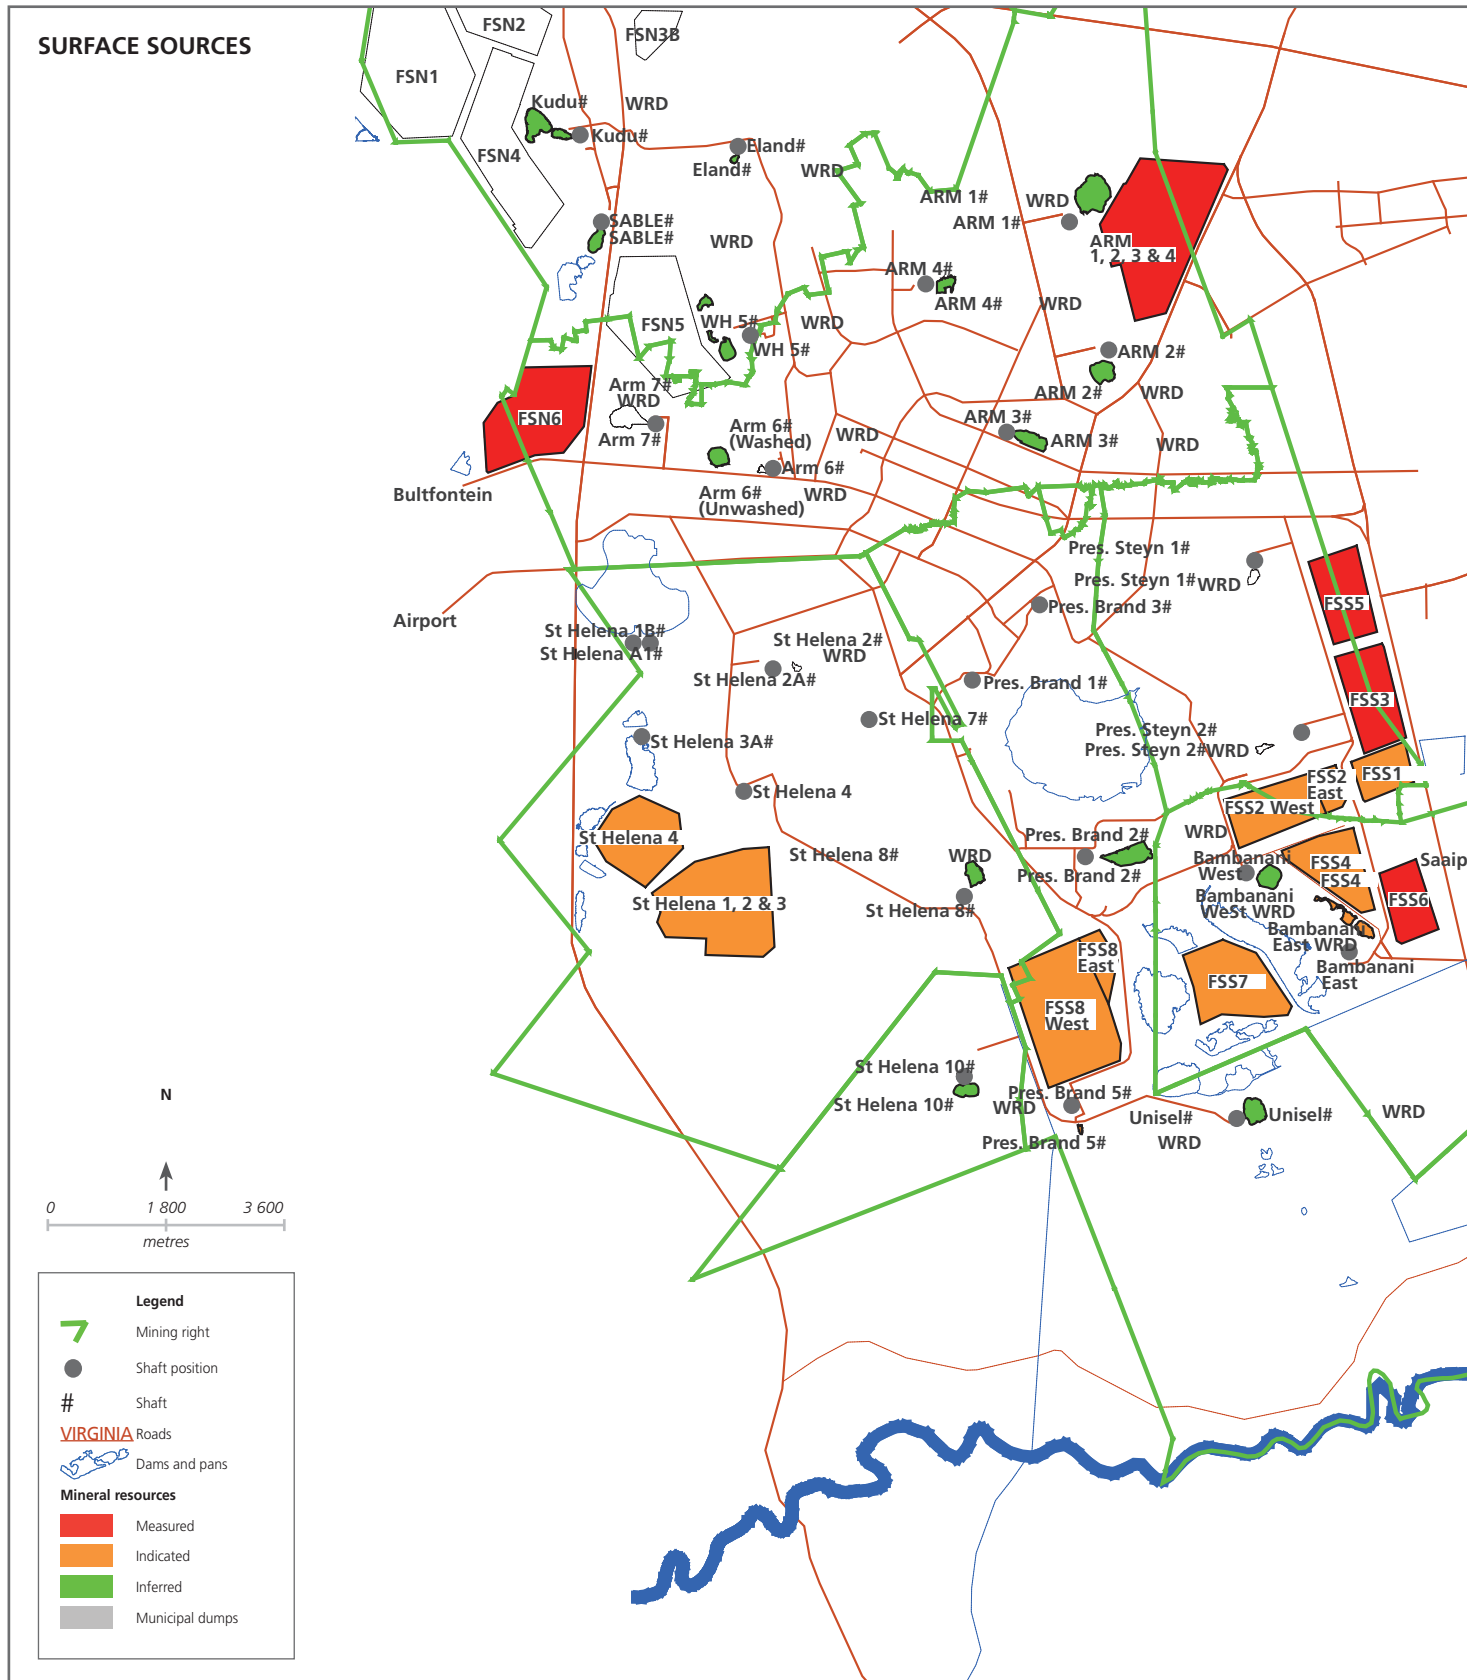 SURFACE SOURCES
FSN2
FSN3B
FSN1
Kudu#
WRD
Kudu#
FSN4
Eland#
Eland#
WRD
ARM 1#
WRD
ARM 1#
SABLE#
SABLE#
WRD
ARM
1, 2, 3 & 4
ARM 4#
ARM 4#
WRD
FSN5
WH 5#
WRD
WH 5#
ARM 2#
Arm 7#
WRD
ARM 2#
WRD
FSN6
Arm 7#
Arm 6#
(Washed)
WRD
ARM 3#
ARM 3#
WRD
Arm 6#
Bultfontein
Arm 6#
(Unwashed)
WRD
Pres. Steyn 1#
Pres. Steyn 1#
WRD
FSS5
Pres. Brand 3#
Airport
St Helena 1B#
St Helena A1#
St Helena 2#
WRD
St Helena 2A#
Pres. Brand 1#
FSS3
St Helena 7#
Pres. Steyn 2#
Pres. Steyn 2#WRD
St Helena 3A#
FSS2
East
FSS1
St Helena 4
FSS2 West
St Helena 4
Pres. Brand 2#
WRD
St Helena 8#
WRD
Pres. Brand 2#
Bambanani
West
FSS4
FSS4
Saaip
St Helena 1, 2 & 3
St Helena 8#
Bambanani
WeSt WRD
FSS6
Bambanani
East WRD
FSS8
East
Bambanani
East
FSS7
FSS8
West
St Helena 10#
St Helena 10#
WRD
Pres. Brand 5#
Unisel#
Unisel#
WRD
Pres. Brand 5#
WRD
N
0
1 800
3 600
metres
Legend
Mining right
Shaft position
# Shaft
VIRGINIA Roads
Dams and pans
Mineral resources
Measured
Indicated
Inferred
Municipal dumps